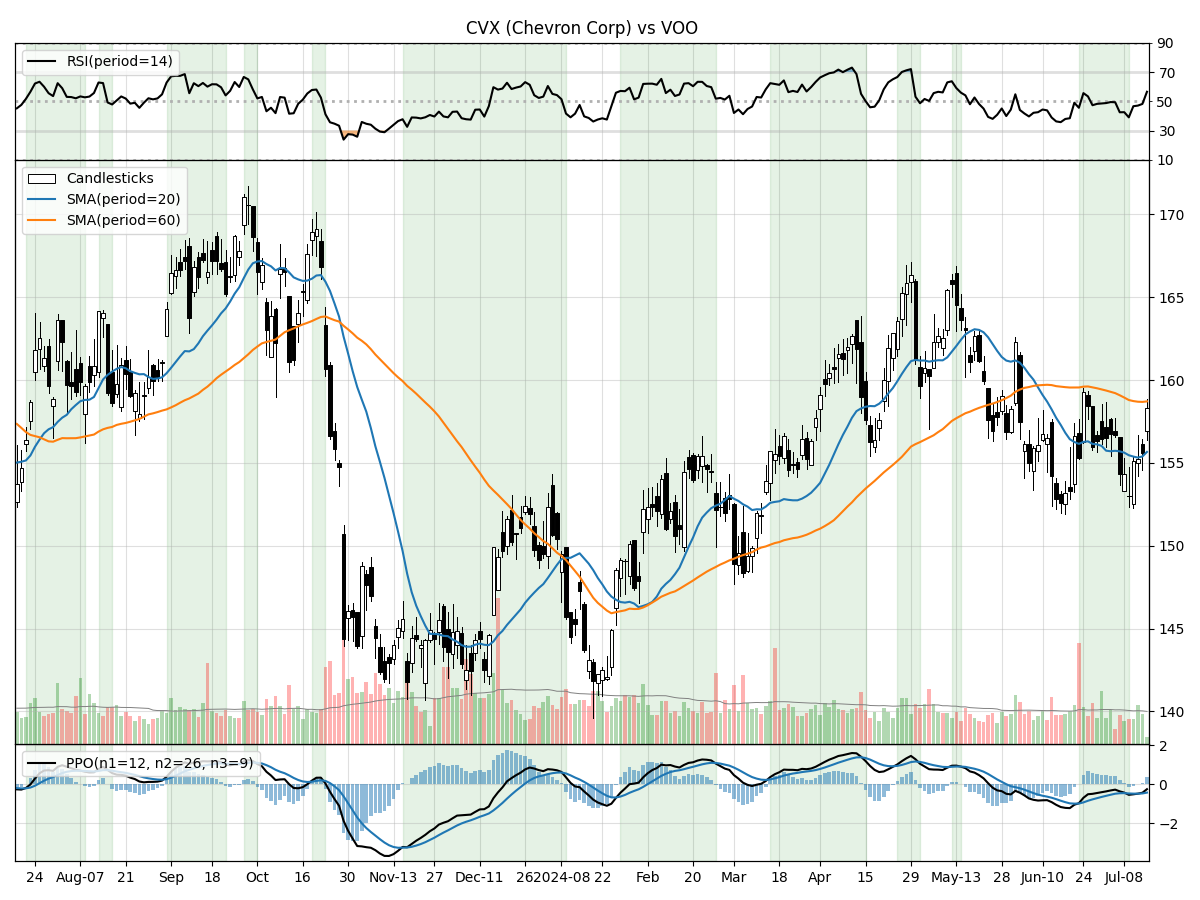 CVX (Chevron Corp) vs VOO
RSI(period=14)
90
70
50
30
10
Candlesticks
SMA(period=20)
SMA(period=60)
170
165
160
155
150
145
140
PPO(n1=12, n2=26, n3=9)
2
0
−2
24 Aug-07 21 Sep 18 Oct 16 30 Nov-13 27 Dec-11 26 2024-08 22 Feb 20 Mar 18 Apr 15 29 May-13 28 Jun-10 24 Jul-08